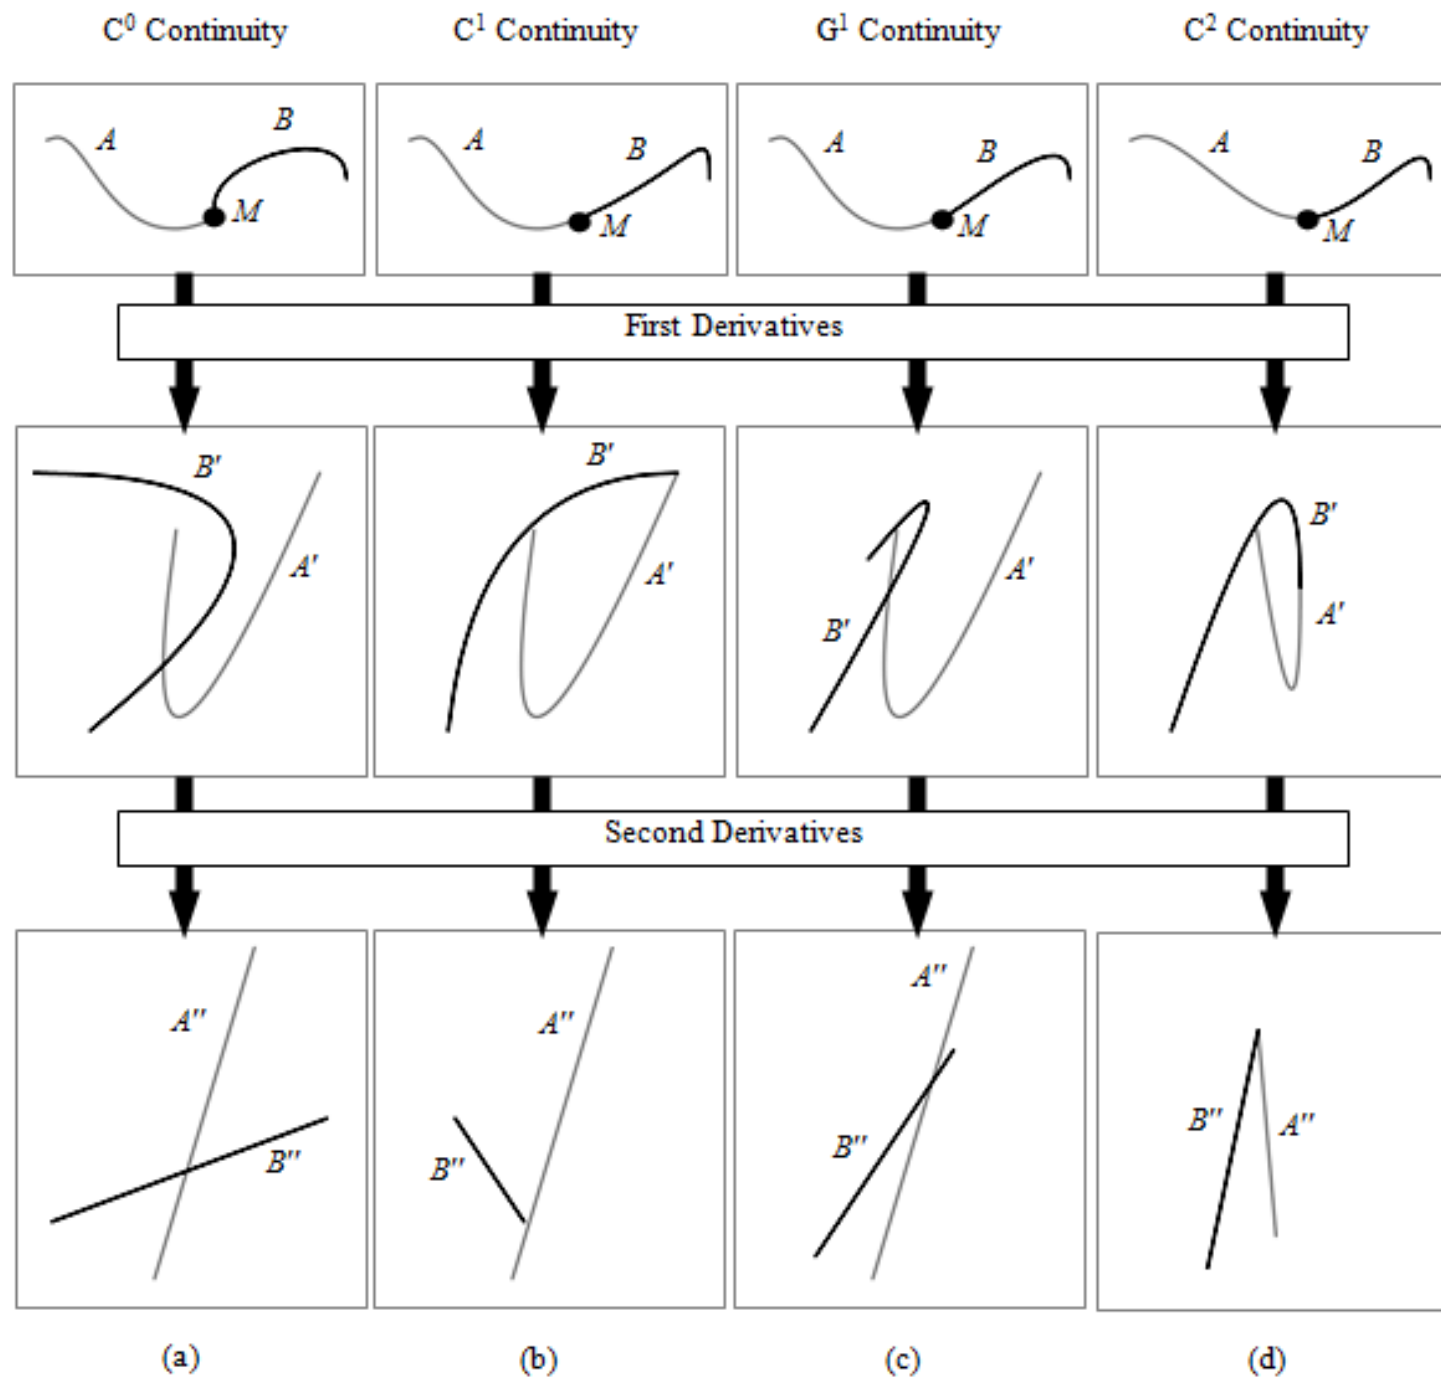 C⁰ Continuity
C¹ Continuity
G¹ Continuity
C² Continuity
A
B
M
A
B
M
A
B
M
A
B
M
First Derivatives
B'
A'
B'
A'
A'
B'
B'
A'
Second Derivatives
A''
B''
A''
B''
A''
B''
B''
A''
(a)
(b)
(c)
(d)